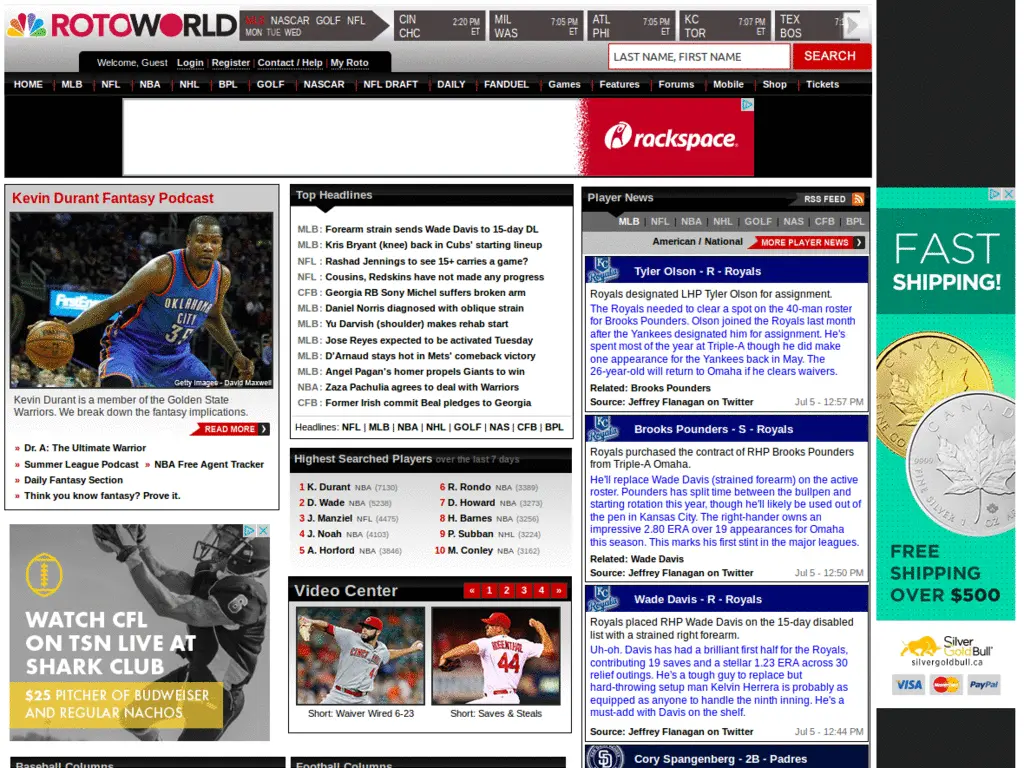 ROTOWORLD
MLB NASCAR GOLF NFL
MON TUE WED
CIN 2:20 PM
CHC ET
MIL 7:05 PM
WAS ET
ATL 7:05 PM
PHI ET
KC 7:07 PM
TOR ET
TEX
BOS
Welcome, Guest Login | Register | Contact / Help | My Roto
LAST NAME, FIRST NAME
SEARCH
HOME | MLB | NFL | NBA | NHL | BPL | GOLF | NASCAR | NFL DRAFT | DAILY | FANDUEL | Games | Features | Forums | Mobile | Shop | Tickets
rackspace
Kevin Durant Fantasy Podcast
FirstEn
OKLAHOMA
CITY
35
Getty Images - David Maxwell
Kevin Durant is a member of the Golden State
Warriors. We break down the fantasy implications.
READ MORE
» Dr. A: The Ultimate Warrior
» Summer League Podcast » NBA Free Agent Tracker
» Daily Fantasy Section
» Think you know fantasy? Prove it.
WATCH CFL
ON TSN LIVE AT
SHARK CLUB
$25 PITCHER OF BUDWEISER
AND REGULAR NACHOS
Baseball Columns
Top Headlines
MLB : Forearm strain sends Wade Davis to 15-day DL
MLB : Kris Bryant (knee) back in Cubs' starting lineup
NFL : Rashad Jennings to see 15+ carries a game?
NFL : Cousins, Redskins have not made any progress
CFB : Georgia RB Sony Michel suffers broken arm
MLB : Daniel Norris diagnosed with oblique strain
MLB : Yu Darvish (shoulder) makes rehab start
MLB : Jose Reyes expected to be activated Tuesday
MLB : D'Arnaud stays hot in Mets' comeback victory
MLB : Angel Pagan's homer propels Giants to win
NBA : Zaza Pachulia agrees to deal with Warriors
CFB : Former Irish commit Beal pledges to Georgia
Headlines: NFL | MLB | NBA | NHL | GOLF | NAS | CFB | BPL
Highest Searched Players over the last 7 days
1 K. Durant NBA (7130)
2 D. Wade NBA (5238)
3 J. Manziel NFL (4475)
4 J. Noah NBA (4103)
5 A. Horford NBA (3846)
6 R. Rondo NBA (3389)
7 D. Howard NBA (3273)
8 H. Barnes NBA (3256)
9 P. Subban NHL (3224)
10 M. Conley NBA (3162)
Video Center
« 1 2 3 4 »
ROSENTHAL
44
Short: Waiver Wired 6-23
Short: Saves & Steals
Football Columns
Player News
RSS FEED
MLB | NFL | NBA | NHL | GOLF | NAS | CFB | BPL
American / National MORE PLAYER NEWS
Tyler Olson - R - Royals
Royals designated LHP Tyler Olson for assignment.
The Royals needed to clear a spot on the 40-man roster
for Brooks Pounders. Olson joined the Royals last month
after the Yankees designated him for assignment. He's
spent most of the year at Triple-A though he did make
one appearance for the Yankees back in May. The
26-year-old will return to Omaha if he clears waivers.
Related: Brooks Pounders
Source: Jeffrey Flanagan on Twitter Jul 5 - 12:57 PM
Brooks Pounders - S - Royals
Royals purchased the contract of RHP Brooks Pounders
from Triple-A Omaha.
He'll replace Wade Davis (strained forearm) on the active
roster. Pounders has split time between the bullpen and
starting rotation this year, though he'll likely be used out of
the pen in Kansas City. The right-hander owns an
impressive 2.80 ERA over 19 appearances for Omaha
this season. This marks his first stint in the major leagues.
Related: Wade Davis
Source: Jeffrey Flanagan on Twitter Jul 5 - 12:50 PM
Wade Davis - R - Royals
Royals placed RHP Wade Davis on the 15-day disabled
list with a strained right forearm.
Uh-oh. Davis has had a brilliant first half for the Royals,
contributing 19 saves and a stellar 1.23 ERA across 30
relief outings. He's a tough guy to replace but
hard-throwing setup man Kelvin Herrera is probably as
equipped as anyone to handle the ninth inning. He's a
must-add with Davis on the shelf.
Source: Jeffrey Flanagan on Twitter Jul 5 - 12:44 PM
Cory Spangenberg - 2B - Padres
FAST
SHIPPING!
CANADA
CANADA
FREE
SHIPPING
OVER $500
Silver
Gold Bull
silvergoldbull.ca
VISA
MasterCard
PayPal